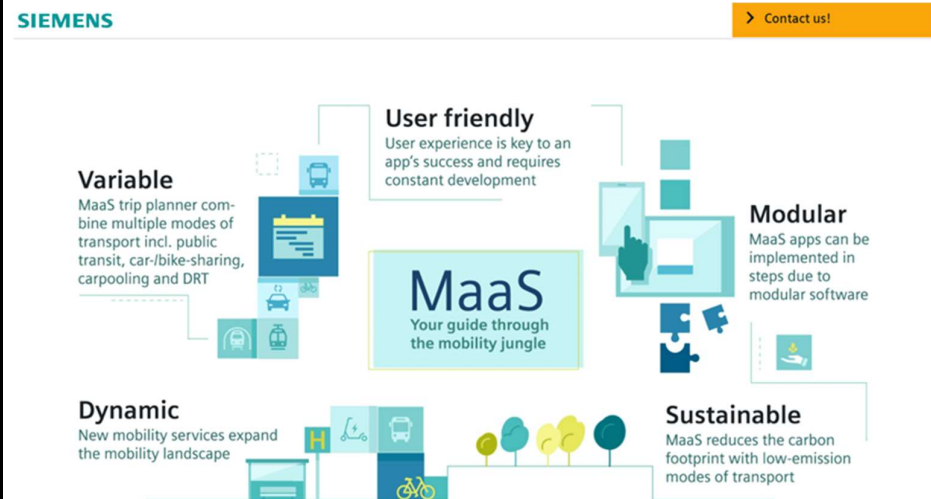 SIEMENS
Contact us!
User friendly
User experience is key to an
app's success and requires
constant development
Variable
MaaS trip planner com-
bine multiple modes of
transport incl. public
transit, car-/bike-sharing,
carpooling and DRT
Modular
MaaS apps can be
implemented in
steps due to
modular software
MaaS
Your guide through
the mobility jungle
Dynamic
New mobility services expand
the mobility landscape
H
Sustainable
MaaS reduces the carbon
footprint with low-emission
modes of transport